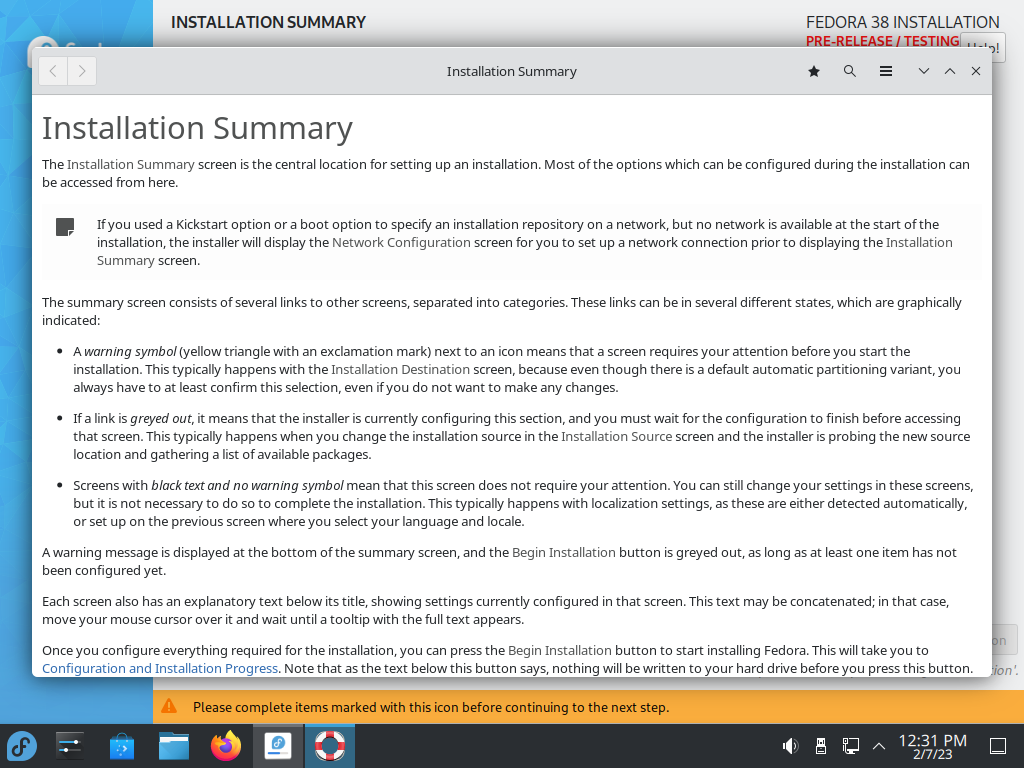 INSTALLATION SUMMARY
FEDORA 38 INSTALLATION
PRE-RELEASE / TESTING
Installation Summary
Installation Summary
The Installation Summary screen is the central location for setting up an installation. Most of the options which can be configured during the installation can
be accessed from here.
If you used a Kickstart option or a boot option to specify an installation repository on a network, but no network is available at the start of the
installation, the installer will display the Network Configuration screen for you to set up a network connection prior to displaying the Installation
Summary screen.
The summary screen consists of several links to other screens, separated into categories. These links can be in several different states, which are graphically
indicated:
• A warning symbol (yellow triangle with an exclamation mark) next to an icon means that a screen requires your attention before you start the
installation. This typically happens with the Installation Destination screen, because even though there is a default automatic partitioning variant, you
always have to at least confirm this selection, even if you do not want to make any changes.
• If a link is greyed out, it means that the installer is currently configuring this section, and you must wait for the configuration to finish before accessing
that screen. This typically happens when you change the installation source in the Installation Source screen and the installer is probing the new source
location and gathering a list of available packages.
• Screens with black text and no warning symbol mean that this screen does not require your attention. You can still change your settings in these screens,
but it is not necessary to do so to complete the installation. This typically happens with localization settings, as these are either detected automatically,
or set up on the previous screen where you select your language and locale.
A warning message is displayed at the bottom of the summary screen, and the Begin Installation button is greyed out, as long as at least one item has not
been configured yet.
Each screen also has an explanatory text below its title, showing settings currently configured in that screen. This text may be concatenated; in that case,
move your mouse cursor over it and wait until a tooltip with the full text appears.
Once you configure everything required for the installation, you can press the Begin Installation button to start installing Fedora. This will take you to
Configuration and Installation Progress. Note that as the text below this button says, nothing will be written to your hard drive before you press this button.
Please complete items marked with this icon before continuing to the next step.
12:31 PM
2/7/23